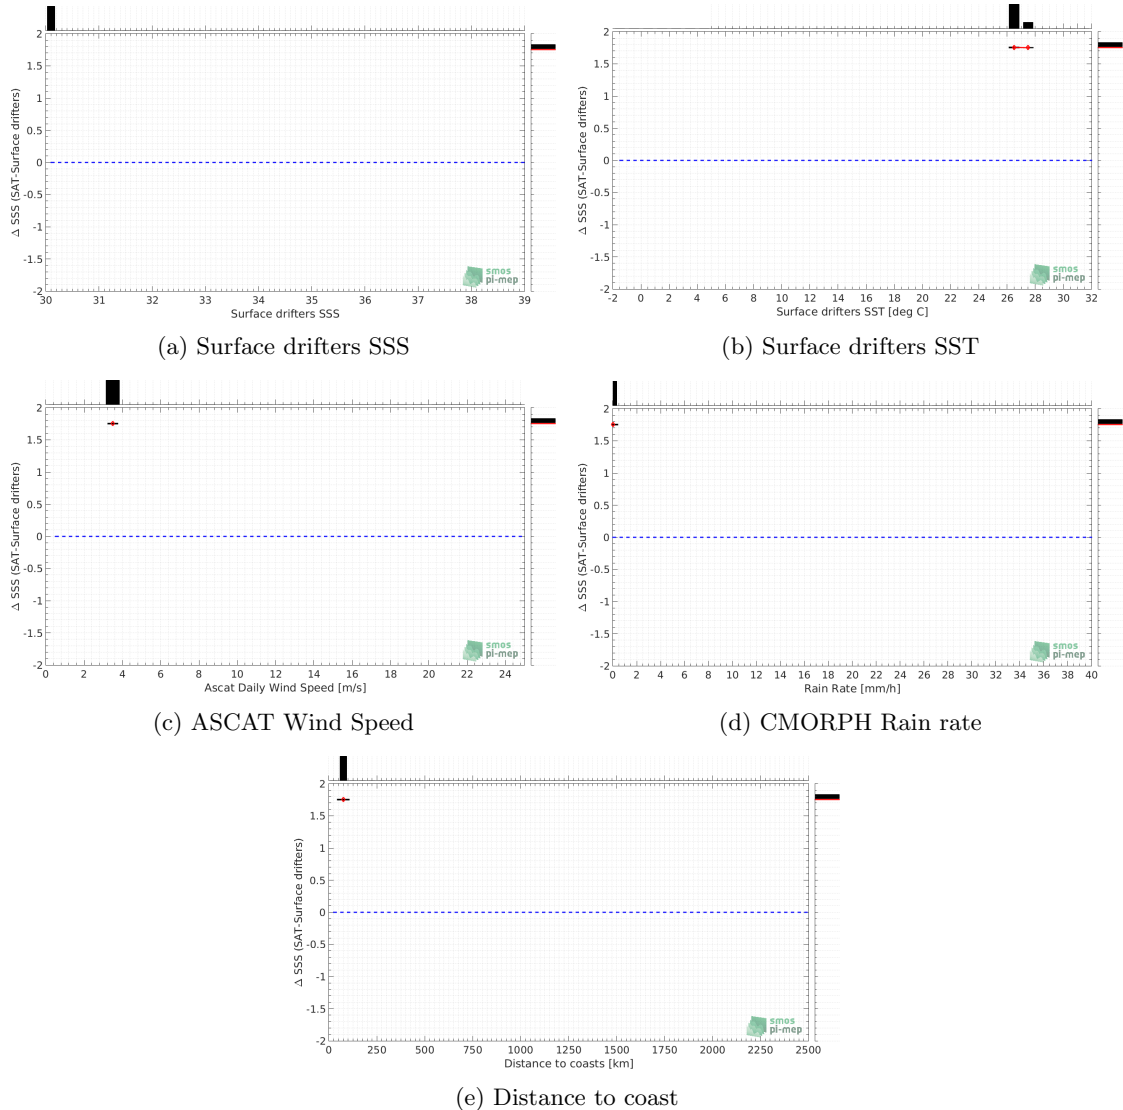 Δ SSS (SAT-Surface drifters)
2
1.5
1
0.5
0
-0.5
-1
-1.5
-2
30 31 32 33 34 35 36 37 38 39
Surface drifters SSS
smos
pi-mep
(a) Surface drifters SSS
Δ SSS (SAT-Surface drifters)
2
1.5
1
0.5
0
-0.5
-1
-1.5
-2
-2 0 2 4 6 8 10 12 14 16 18 20 22 24 26 28 30 32
Surface drifters SST [deg C]
smos
pi-mep
(b) Surface drifters SST
Δ SSS (SAT-Surface drifters)
2
1.5
1
0.5
0
-0.5
-1
-1.5
-2
0 2 4 6 8 10 12 14 16 18 20 22 24
Ascat Daily Wind Speed [m/s]
smos
pi-mep
(c) ASCAT Wind Speed
Δ SSS (SAT-Surface drifters)
2
1.5
1
0.5
0
-0.5
-1
-1.5
-2
0 2 4 6 8 10 12 14 16 18 20 22 24 26 28 30 32 34 36 38 40
Rain Rate [mm/h]
smos
pi-mep
(d) CMORPH Rain rate
Δ SSS (SAT-Surface drifters)
2
1.5
1
0.5
0
-0.5
-1
-1.5
-2
0 250 500 750 1000 1250 1500 1750 2000 2250 2500
Distance to coasts [km]
smos
pi-mep
(e) Distance to coast